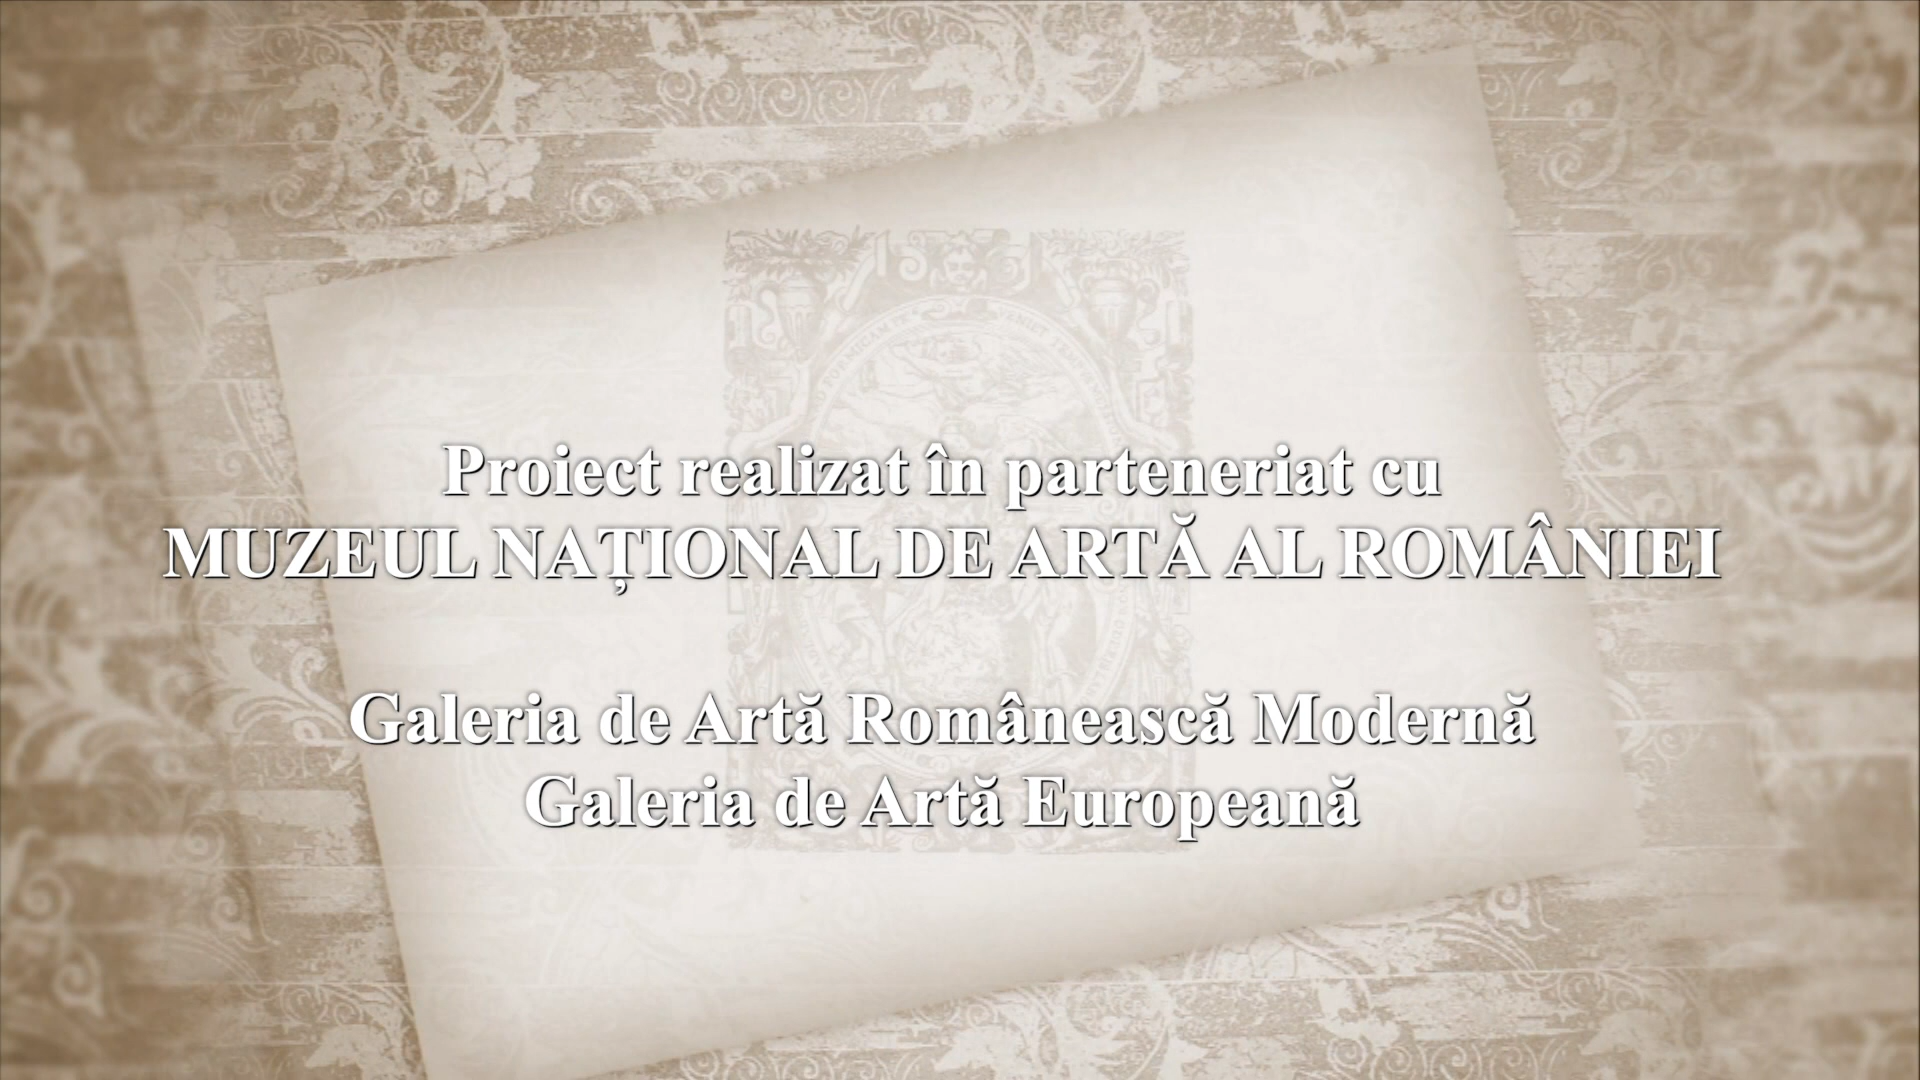 Proiect realizat în parteneriat cu
MUZEUL NAȚIONAL DE ARTĂ AL ROMÂNIEI
Galeria de Artă Românească Modernă
Galeria de Artă Europeană